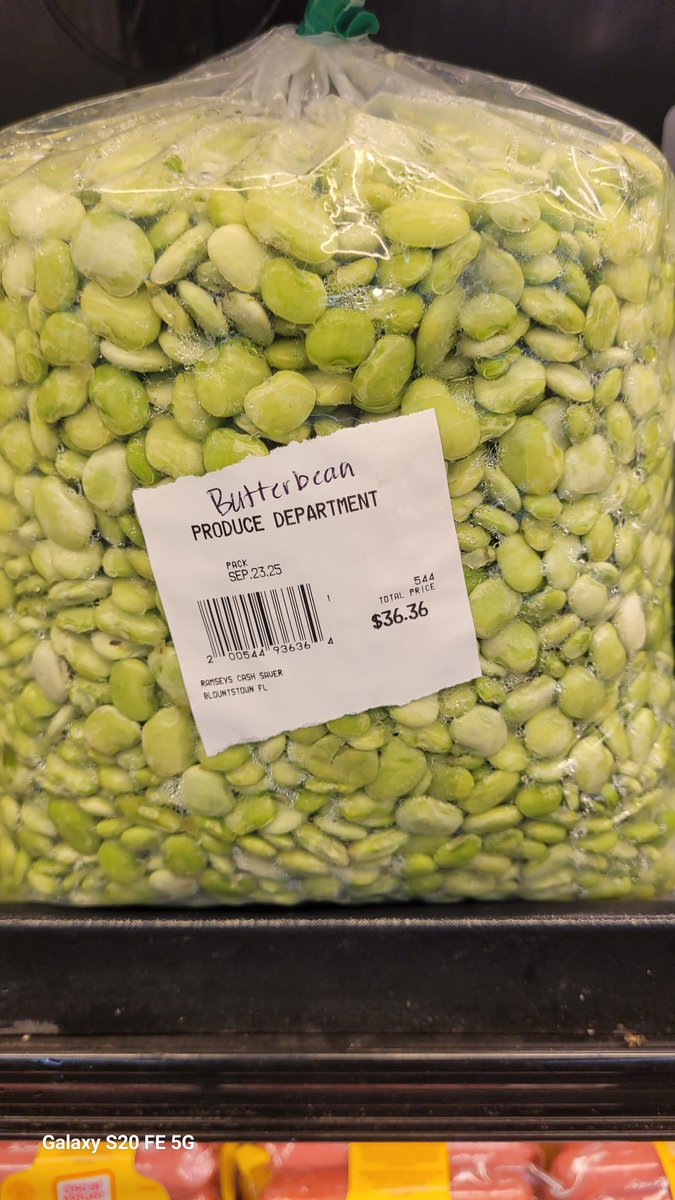 Butterbean
PRODUCE DEPARTMENT
PACK
SEP.23.25
544
TOTAL PRICE
$36.36
1
2 00544 93636 4
RAMSEYS CASH SAVER
BLOUNTSTOUN FL
Galaxy S20 FE 5G